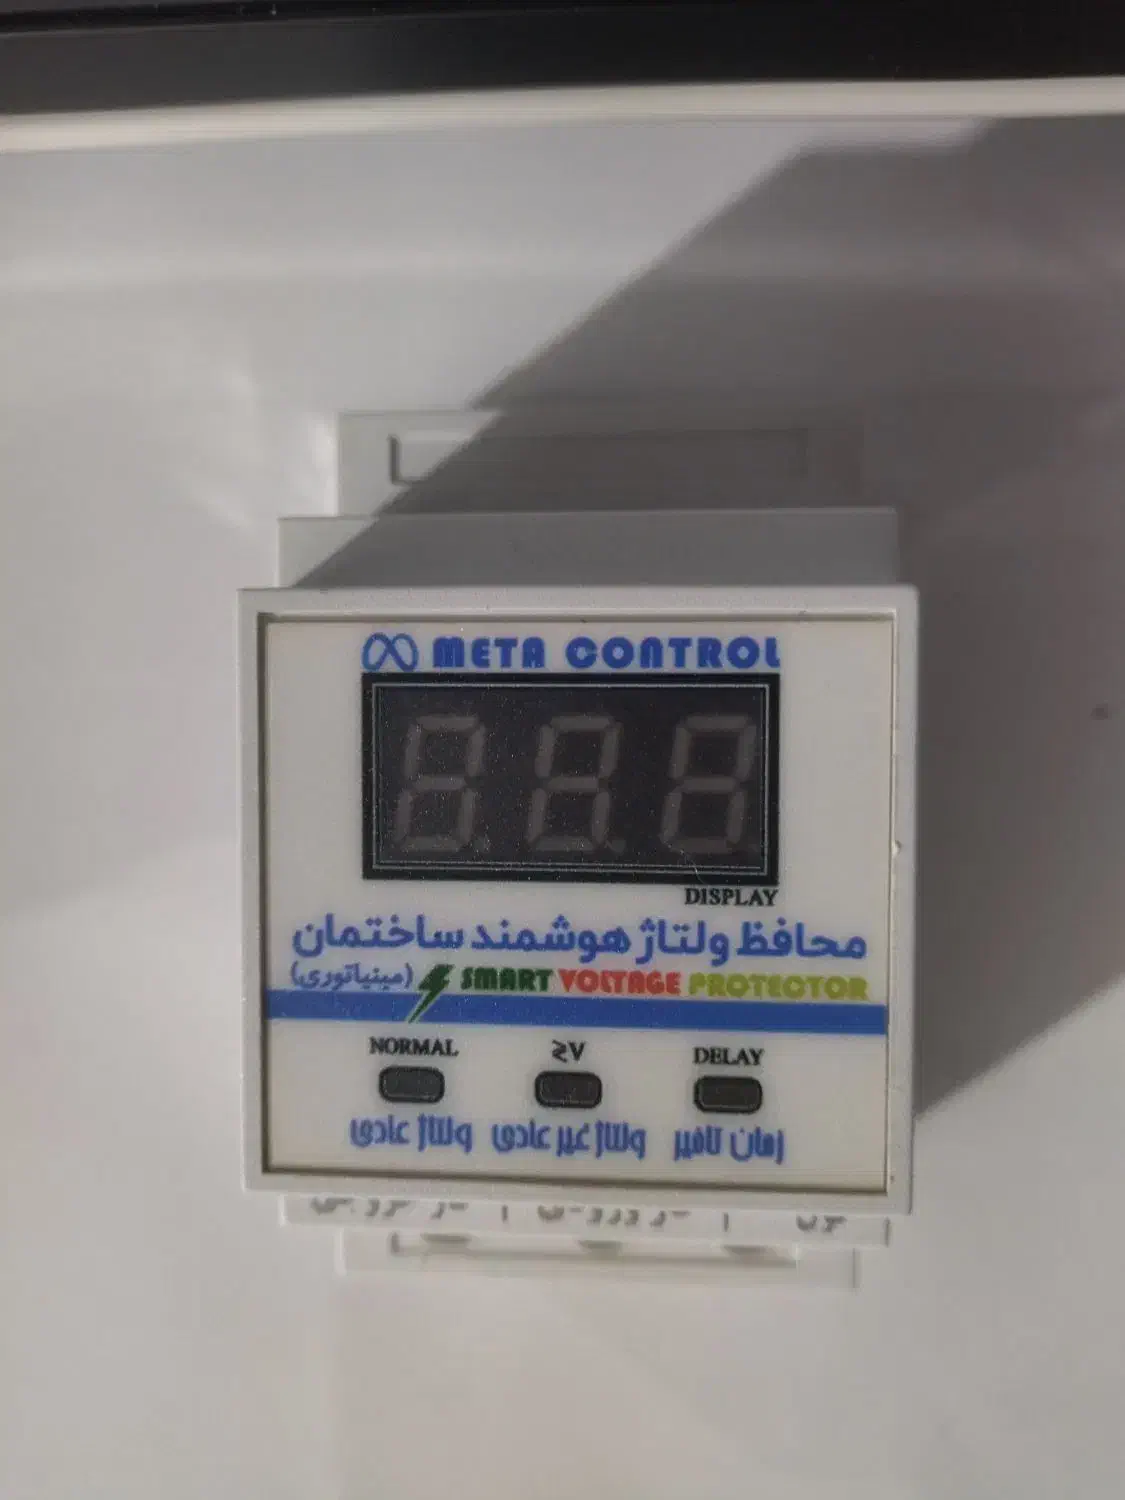 META CONTROL
DISPLAY
محافظ ولتاژ هوشمند ساختمان
SMART VOLTAGE PROTECTOR (مینیاتوری)
NORMAL ≥V DELAY
ولتاژ عادی ولتاژ غیر عادی زمان تاخیر